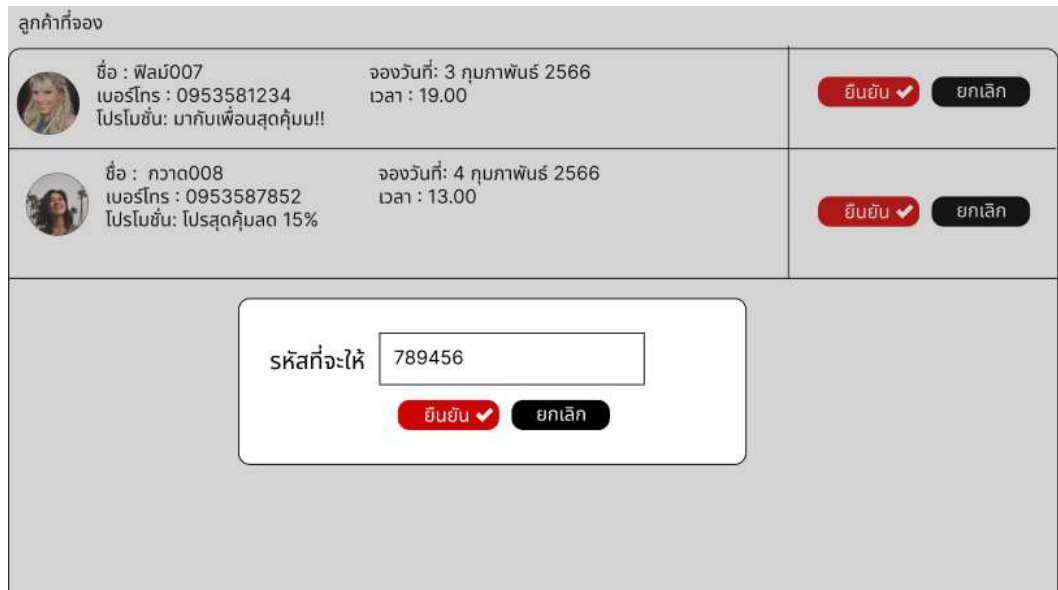 ลูกค้าที่จอง
ชื่อ : ฟิลม์007
เบอร์โทร : 0953581234
โปรโมชั่น: มากับเพื่อนสุดคุ้มม!!
จองวันที่: 3 กุมภาพันธ์ 2566
เวลา : 19.00
ยืนยัน ยกเลิก
ชื่อ : กวาด008
เบอร์โทร : 0953587852
โปรโมชั่น: โปรสุดคุ้มลด 15%
จองวันที่: 4 กุมภาพันธ์ 2566
เวลา : 13.00
ยืนยัน ยกเลิก
รหัสที่จะให้ 789456
ยืนยัน ยกเลิก